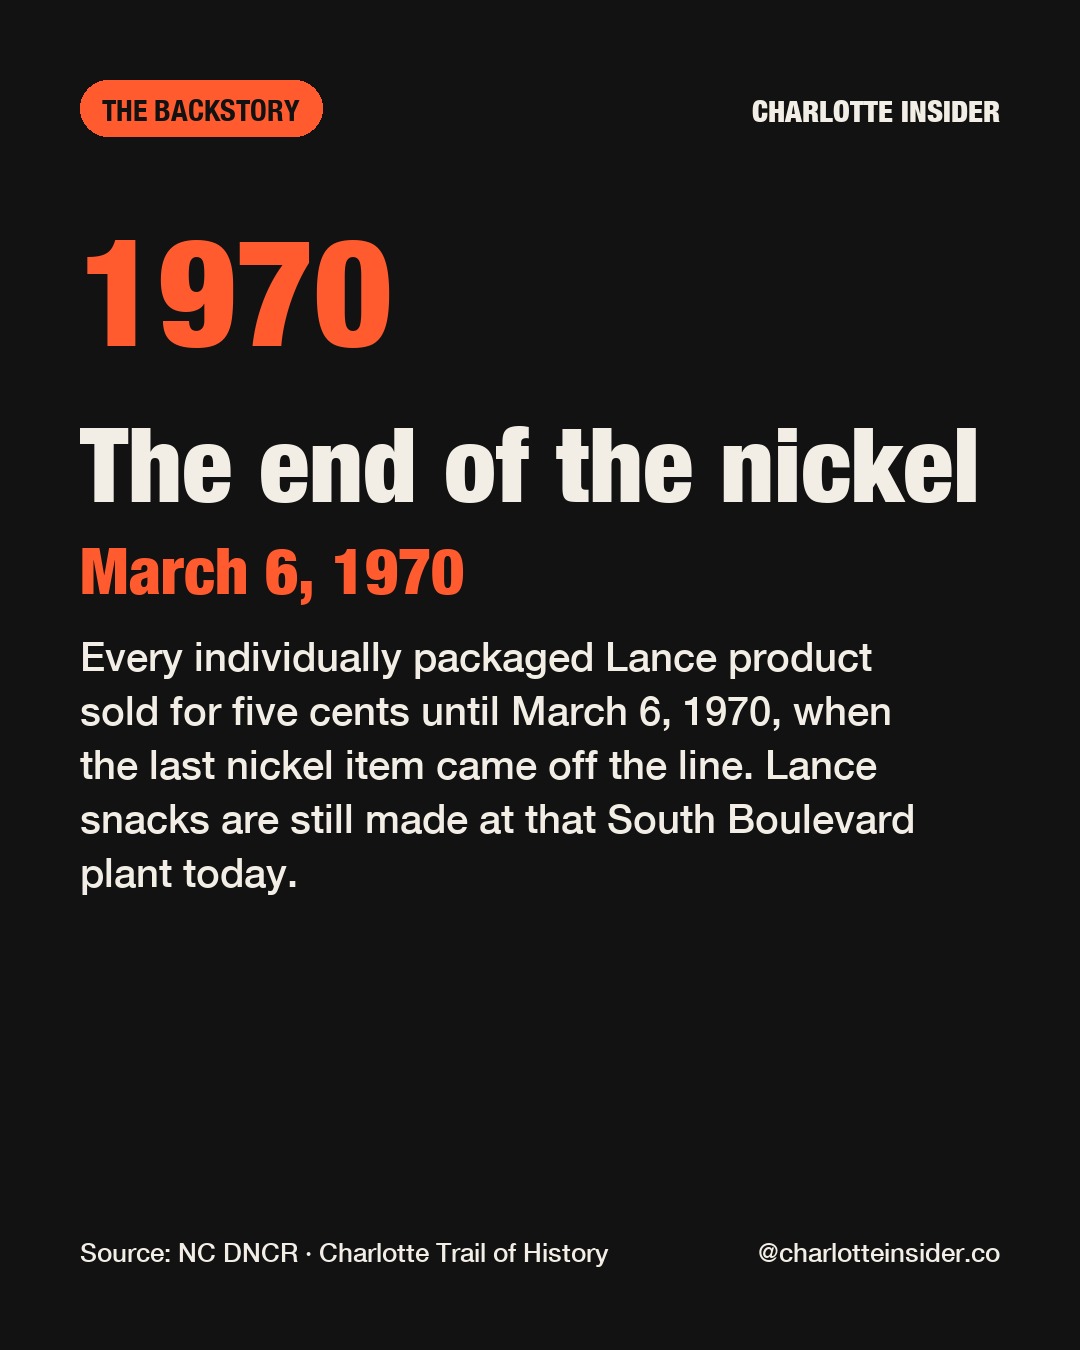 THE BACKSTORY
CHARLOTTE INSIDER
1970
The end of the nickel
March 6, 1970
Every individually packaged Lance product
sold for five cents until March 6, 1970, when
the last nickel item came off the line. Lance
snacks are still made at that South Boulevard
plant today.
Source: NC DNCR · Charlotte Trail of History
@charlotteinsider.co